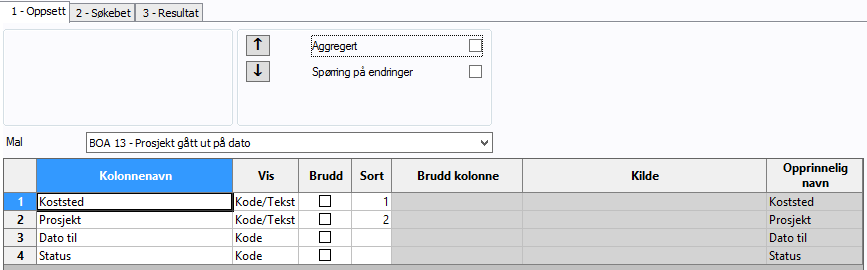 1 - Oppsett 2 - Søkebet 3 - Resultat
↑ Aggregert
↓ Spørring på endringer
Mal BOA 13 - Prosjekt gått ut på dato
Kolonnenavn Vis Brudd Sort Brudd kolonne Kilde Opprinnelig navn
1 Koststed Kode/Tekst 1 Koststed
2 Prosjekt Kode/Tekst 2 Prosjekt
3 Dato til Kode Dato til
4 Status Kode Status